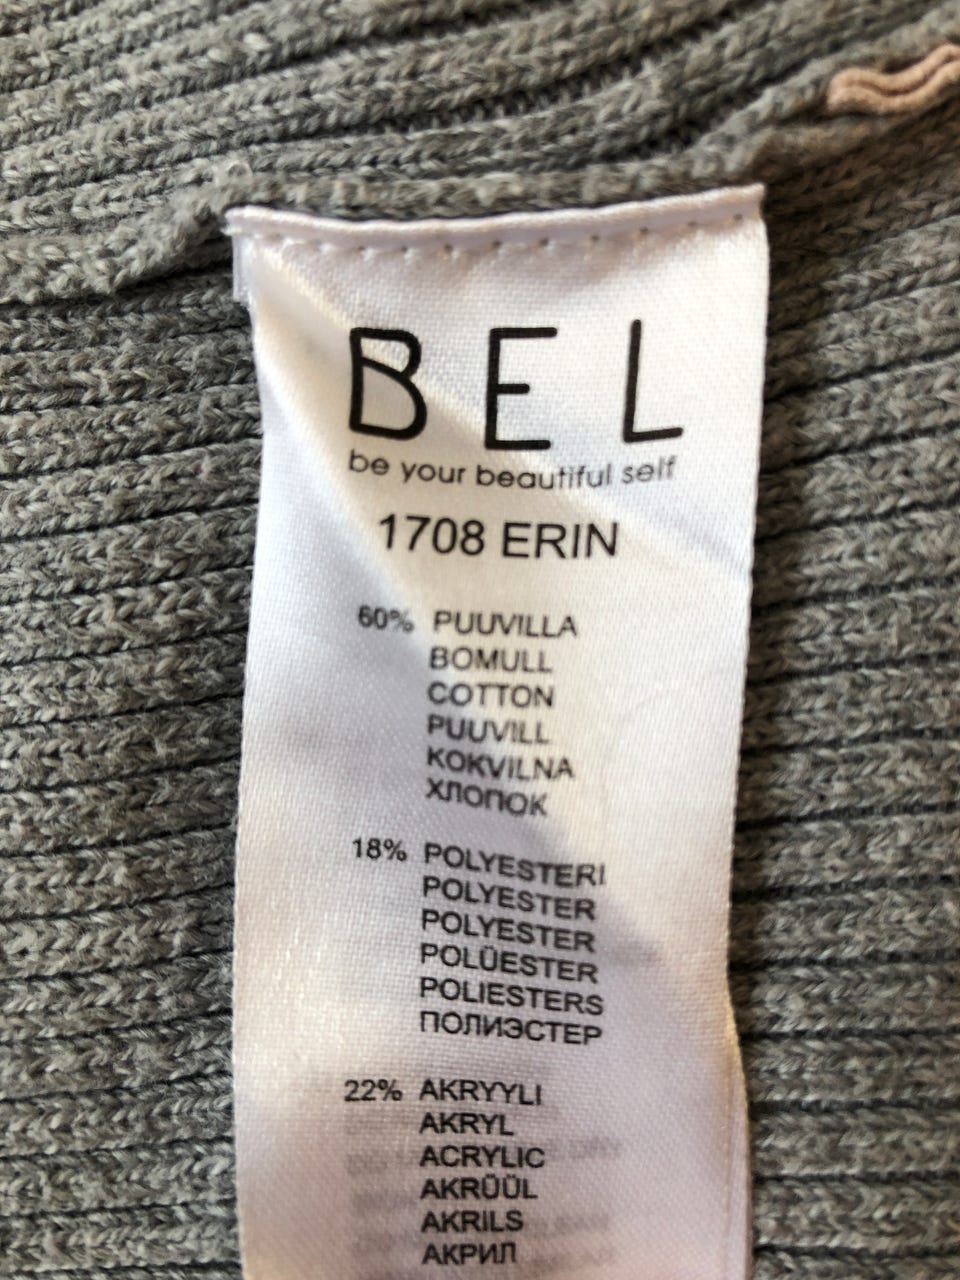 BEL
be your beautiful self
1708 ERIN
60% PUUVILLA
BOMULL
COTTON
PUUVILL
KOKVILNA
ХЛОПОК
18% POLYESTERI
POLYESTER
POLYESTER
POLÜESTER
POLIESTERS
ПОЛИЭСТЕР
22% AKRYYLI
AKRYL
ACRYLIC
AKRÜÜL
AKRILS
АКРИЛ